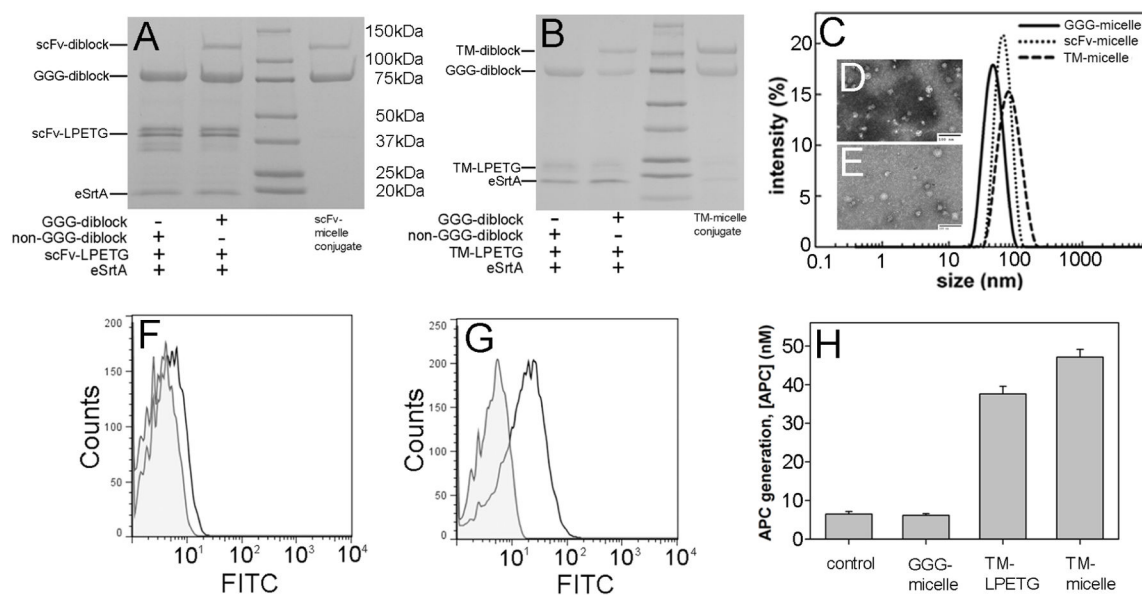 A
scFv-diblock
GGG-diblock
scFv-LPETG
eSrtA
150kDa
100kDa
75kDa
50kDa
37kDa
25kDa
20kDa
GGG-diblock - +
non-GGG-diblock + -
scFv-LPETG + +
eSrtA + +
scFv-
micelle
conjugate
B
TM-diblock
GGG-diblock
TM-LPETG
eSrtA
GGG-diblock - +
non-GGG-diblock + -
TM-LPETG + +
eSrtA + +
TM-micelle
conjugate
C
GGG-micelle
scFv-micelle
TM-micelle
intensity (%)
20
15
10
5
0
0.1 1 10 100 1000
size (nm)
D
E
F
Counts
200
150
100
50
0
10¹ 10² 10³ 10⁴
FITC
G
Counts
250
200
150
100
50
0
10¹ 10² 10³ 10⁴
FITC
H
APC generation, [APC] (nM)
50
40
30
20
10
0
control
GGG-
micelle
TM-
LPETG
TM-
micelle